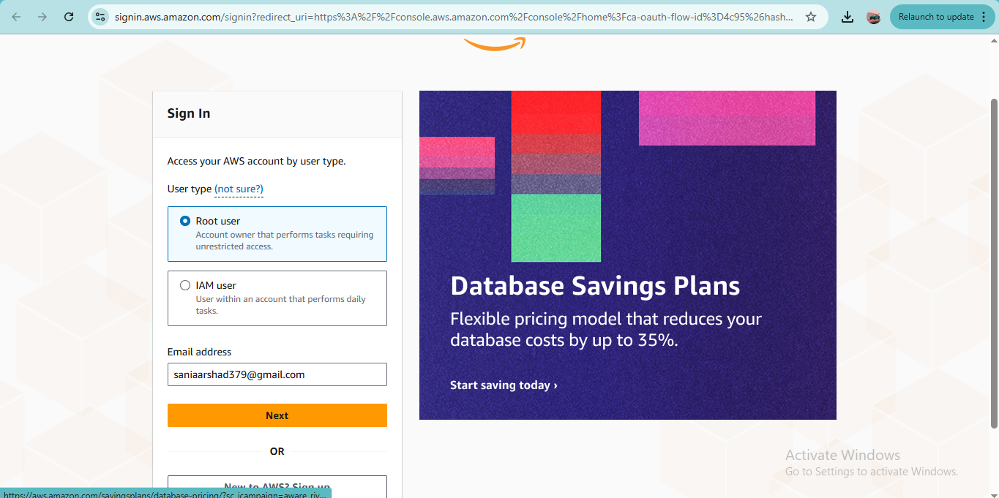 signin.aws.amazon.com/signin?redirect_uri=https%3A%2F%2Fconsole.aws.amazon.com%2Fconsole%2Fhome%3Fca-oauth-flow-id%3D4c95%26hash...
Relaunch to update
Sign In
Access your AWS account by user type.
User type (not sure?)
Root user
Account owner that performs tasks requiring
unrestricted access.
IAM user
User within an account that performs daily
tasks.
Email address
saniaarshad379@gmail.com
Next
OR
New to AWS? Sign up
Database Savings Plans
Flexible pricing model that reduces your
database costs by up to 35%.
Start saving today ›
Activate Windows
Go to Settings to activate Windows.
https://aws.amazon.com/savingsplans/database-pricing/?sc_icampaign=aware_riv...